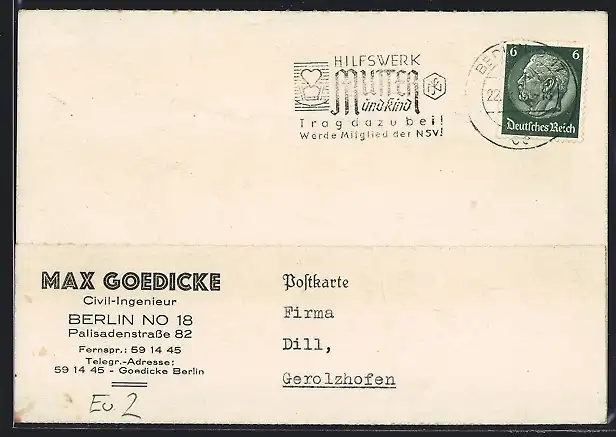 HILFSWERK
MUTTER
und Kind
Trag dazu bei!
Werde Mitglied der NSV!
6 6
Deutsches Reich
22.
MAX GOEDICKE
Civil-Ingenieur
BERLIN NO 18
Palisadenstraße 82
Fernspr.: 59 14 45
Telegr.-Adresse:
59 14 45 - Goedicke Berlin
Postkarte
Firma
Dill,
Gerolzhofen
Eu. 2